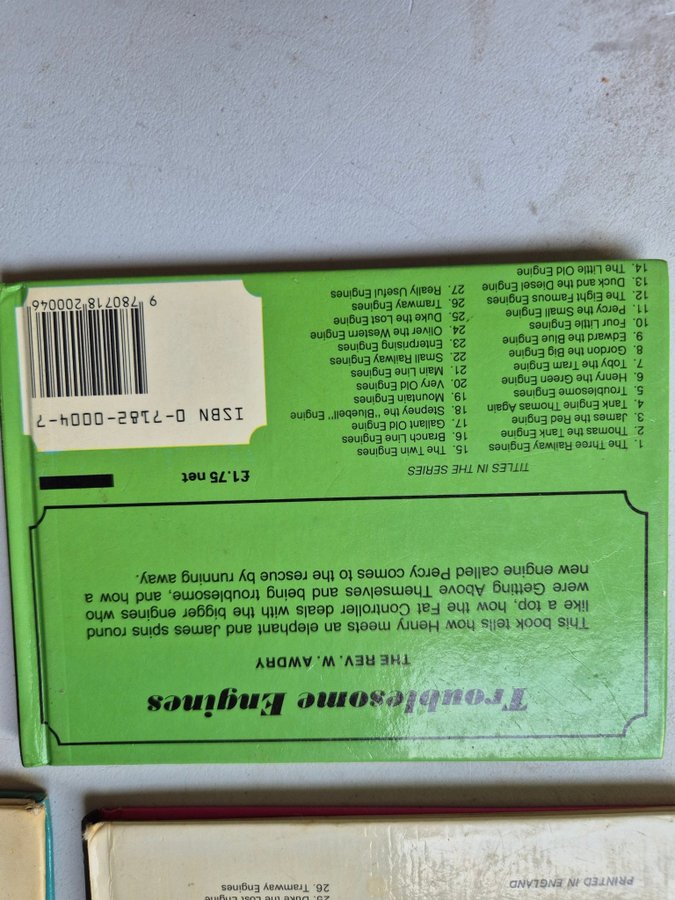 Troublesome Engines
THE REV. W. AWDRY
This book tells how Henry meets an elephant and James spins round
like a top, how the Fat Controller deals with the bigger engines who
were Getting Above Themselves and being troublesome, and how a
new engine called Percy comes to the rescue by running away.
£1.75 net
TITLES IN THE SERIES
1. The Three Railway Engines
2. Thomas the Tank Engine
3. James the Red Engine
4. Tank Engine Thomas Again
5. Troublesome Engines
6. Henry the Green Engine
7. Toby the Tram Engine
8. Gordon the Big Engine
9. Edward the Blue Engine
10. Four Little Engines
11. Percy the Small Engine
12. The Eight Famous Engines
13. Duck and the Diesel Engine
14. The Little Old Engine
15. The Twin Engines
16. Branch Line Engines
17. Gallant Old Engine
18. Stepney the "Bluebell" Engine
19. Mountain Engines
20. Very Old Engines
21. Main Line Engines
22. Small Railway Engines
23. Enterprising Engines
24. Oliver the Western Engine
25. Duke the Lost Engine
26. Tramway Engines
27. Really Useful Engines
ISBN 0-7182-0004-7
9 780718 200046
PRINTED IN ENGLAND
25. Duke the Lost Engine
26. Tramway Engines